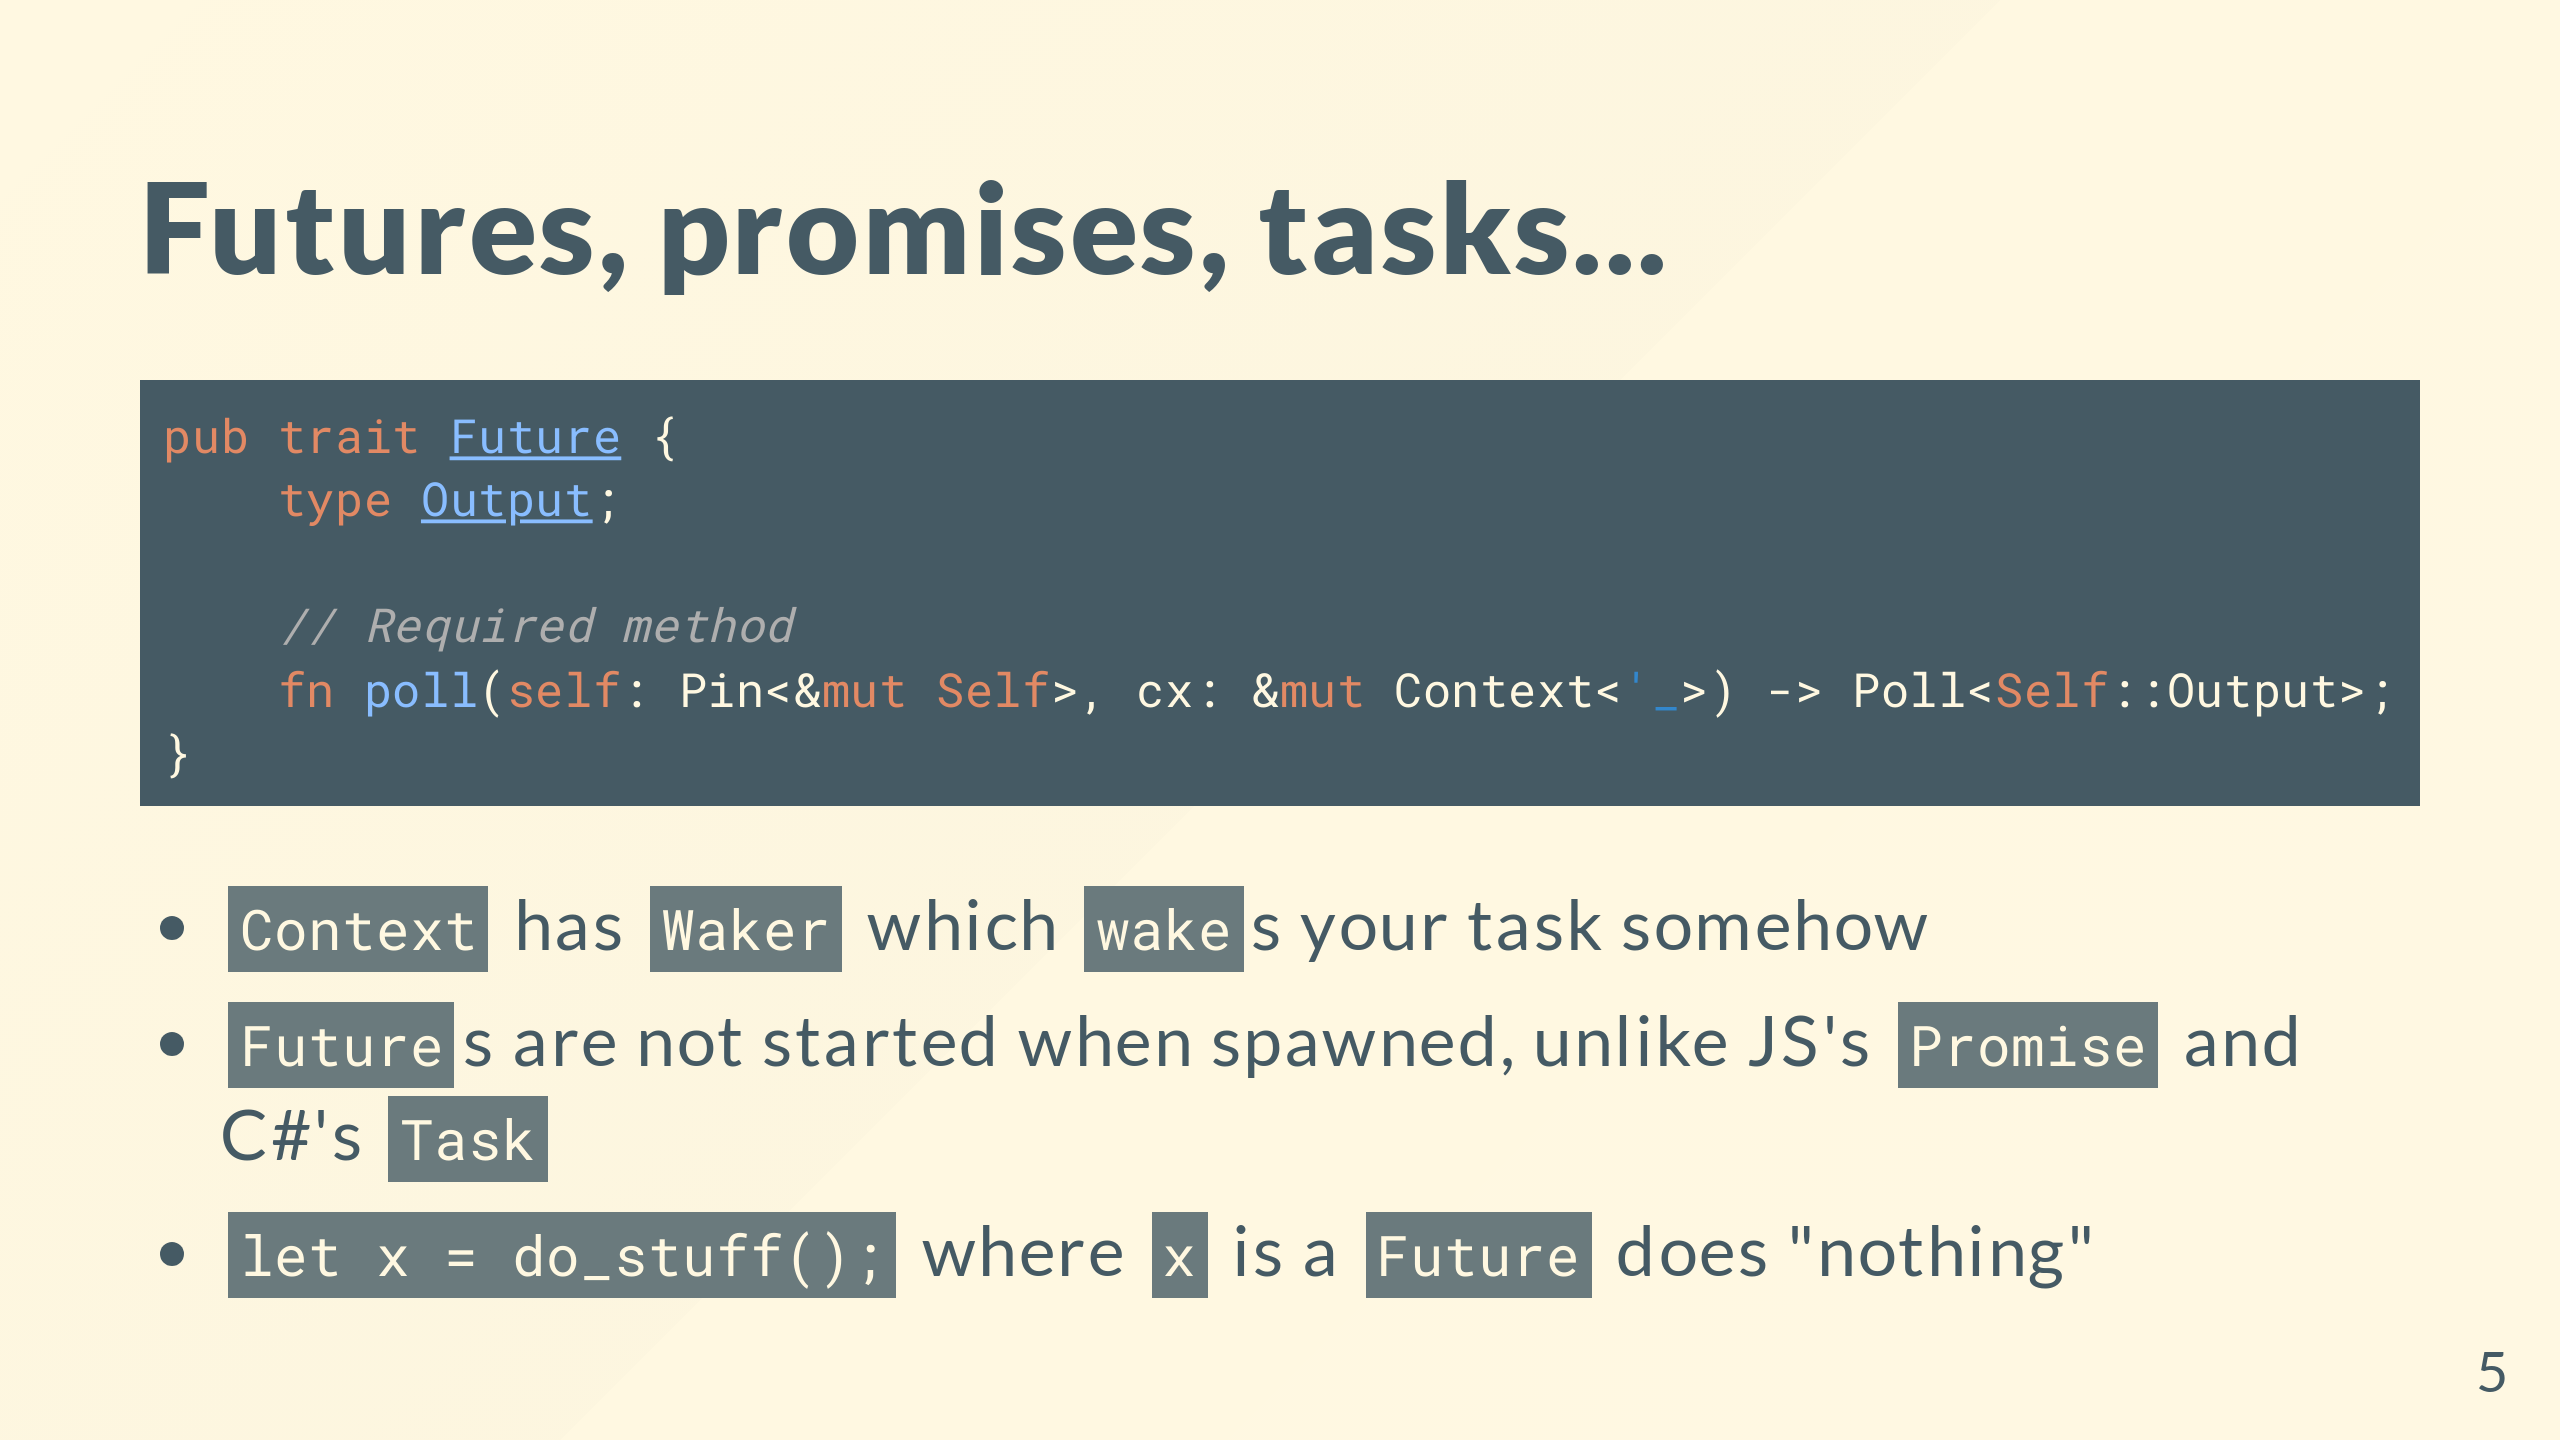 Futures, promises, tasks...
pub trait Future {
    type Output;

    // Required method
    fn poll(self: Pin<&mut Self>, cx: &mut Context<'_>) -> Poll<Self::Output>;
}
• Context has Waker which wakes your task somehow
• Futures are not started when spawned, unlike JS's Promise and
C#'s Task
• let x = do_stuff(); where x is a Future does "nothing"
5